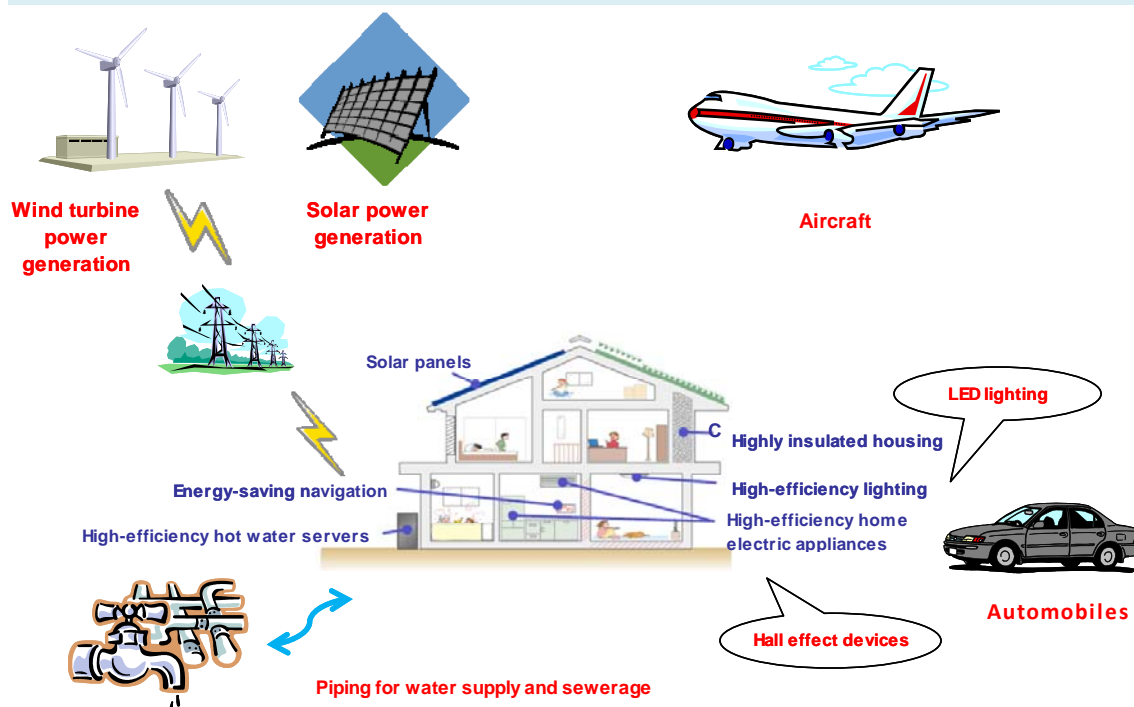 Wind turbine
power
generation
Solar power
generation
Aircraft
Solar panels
LED lighting
C
Highly insulated housing
Energy-saving navigation
High-efficiency lighting
High-efficiency hot water servers
High-efficiency home
electric appliances
Automobiles
Hall effect devices
Piping for water supply and sewerage